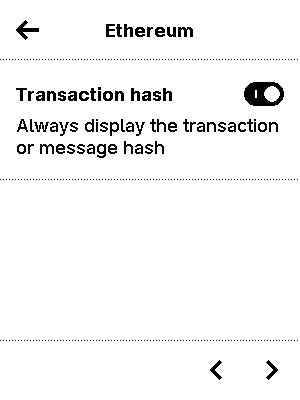 Ethereum
Transaction hash
Always display the transaction
or message hash